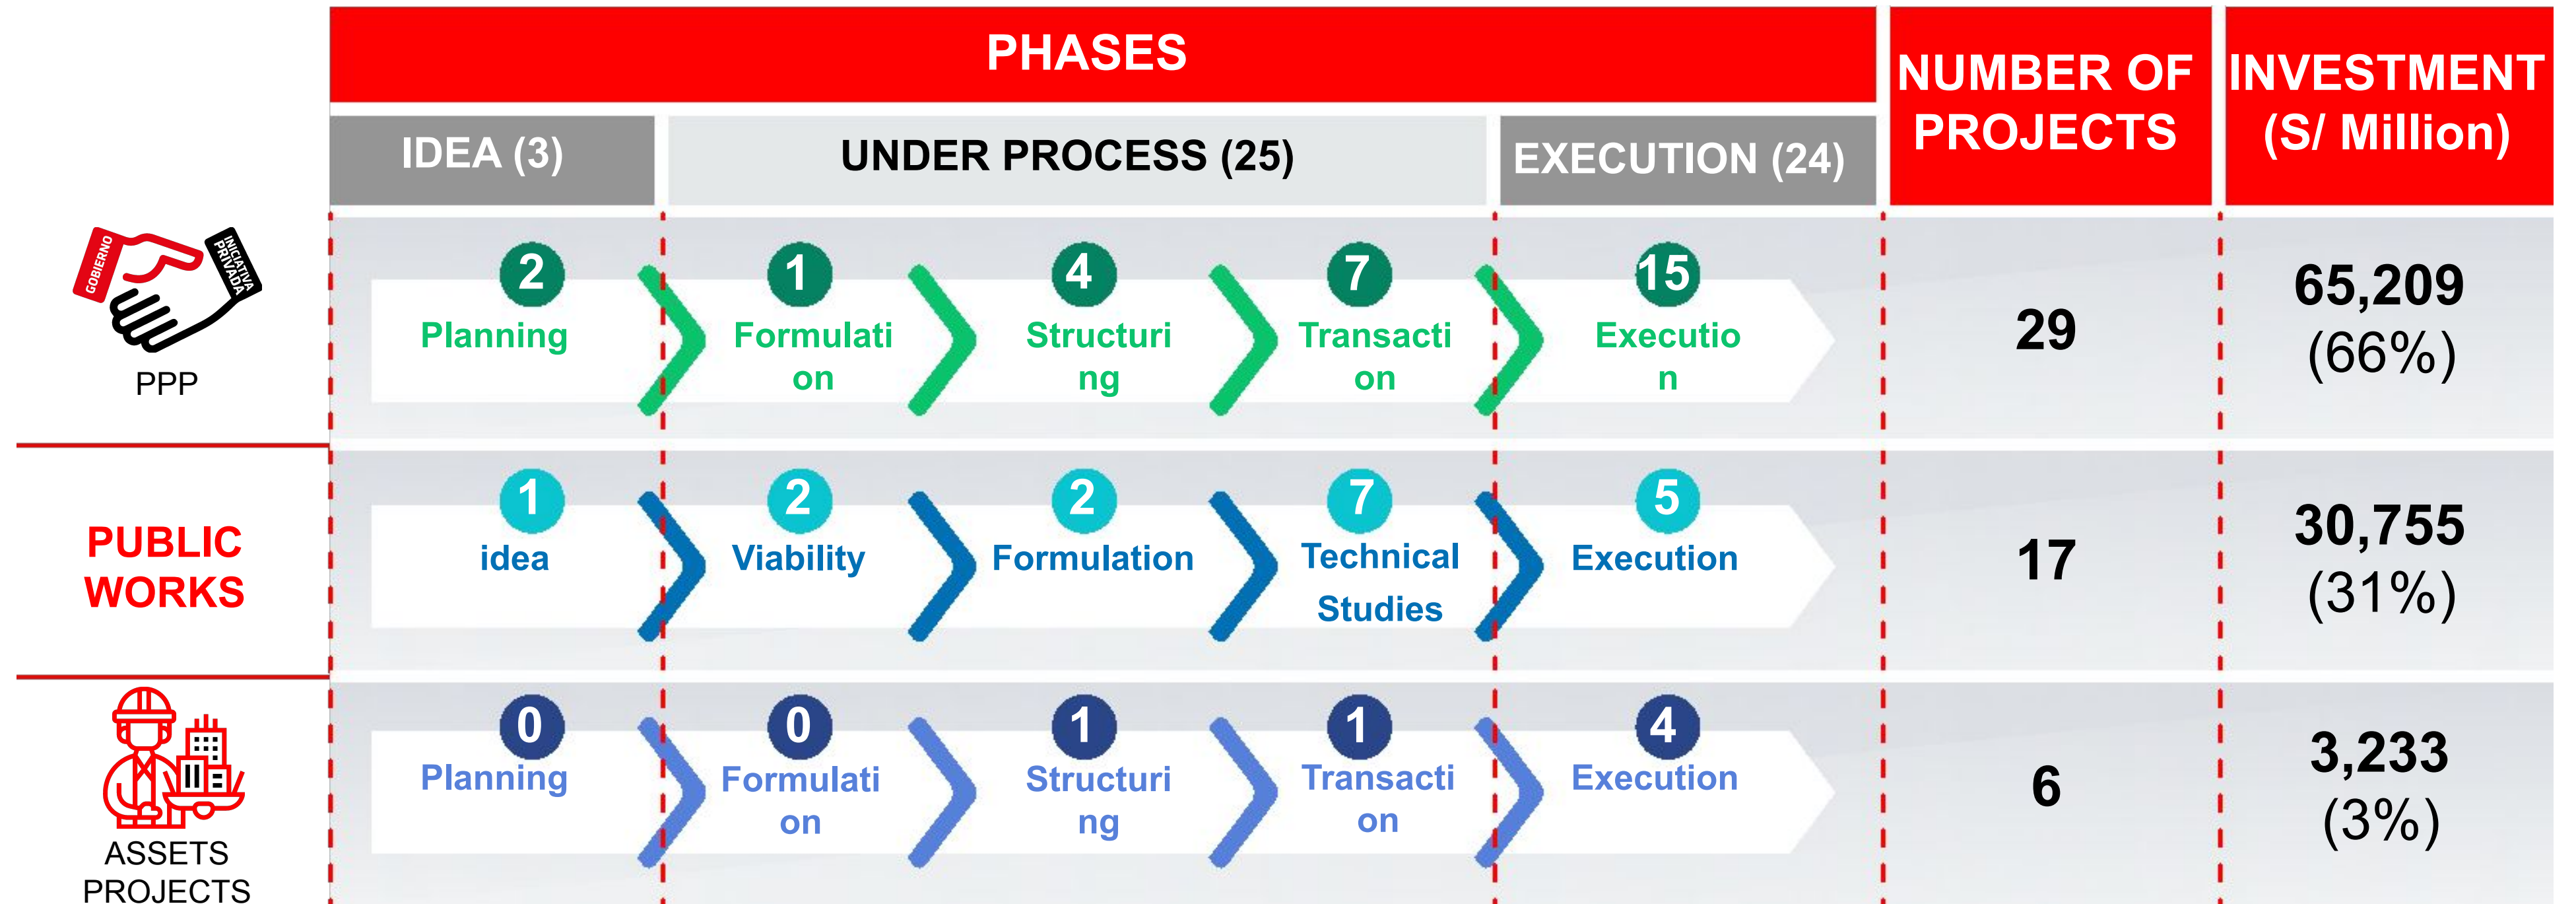 PHASES
NUMBER OF
PROJECTS
INVESTMENT
(S/ Million)
IDEA (3)
UNDER PROCESS (25)
EXECUTION (24)
GOBIERNO
INICIATIVA
PRIVADA
PPP
2
Planning
1
Formulati
on
4
Structuri
ng
7
Transacti
on
15
Executio
n
29
65,209
(66%)
PUBLIC
WORKS
1
idea
2
Viability
2
Formulation
7
Technical
Studies
5
Execution
17
30,755
(31%)
ASSETS
PROJECTS
0
Planning
0
Formulati
on
1
Structuri
ng
1
Transacti
on
4
Execution
6
3,233
(3%)